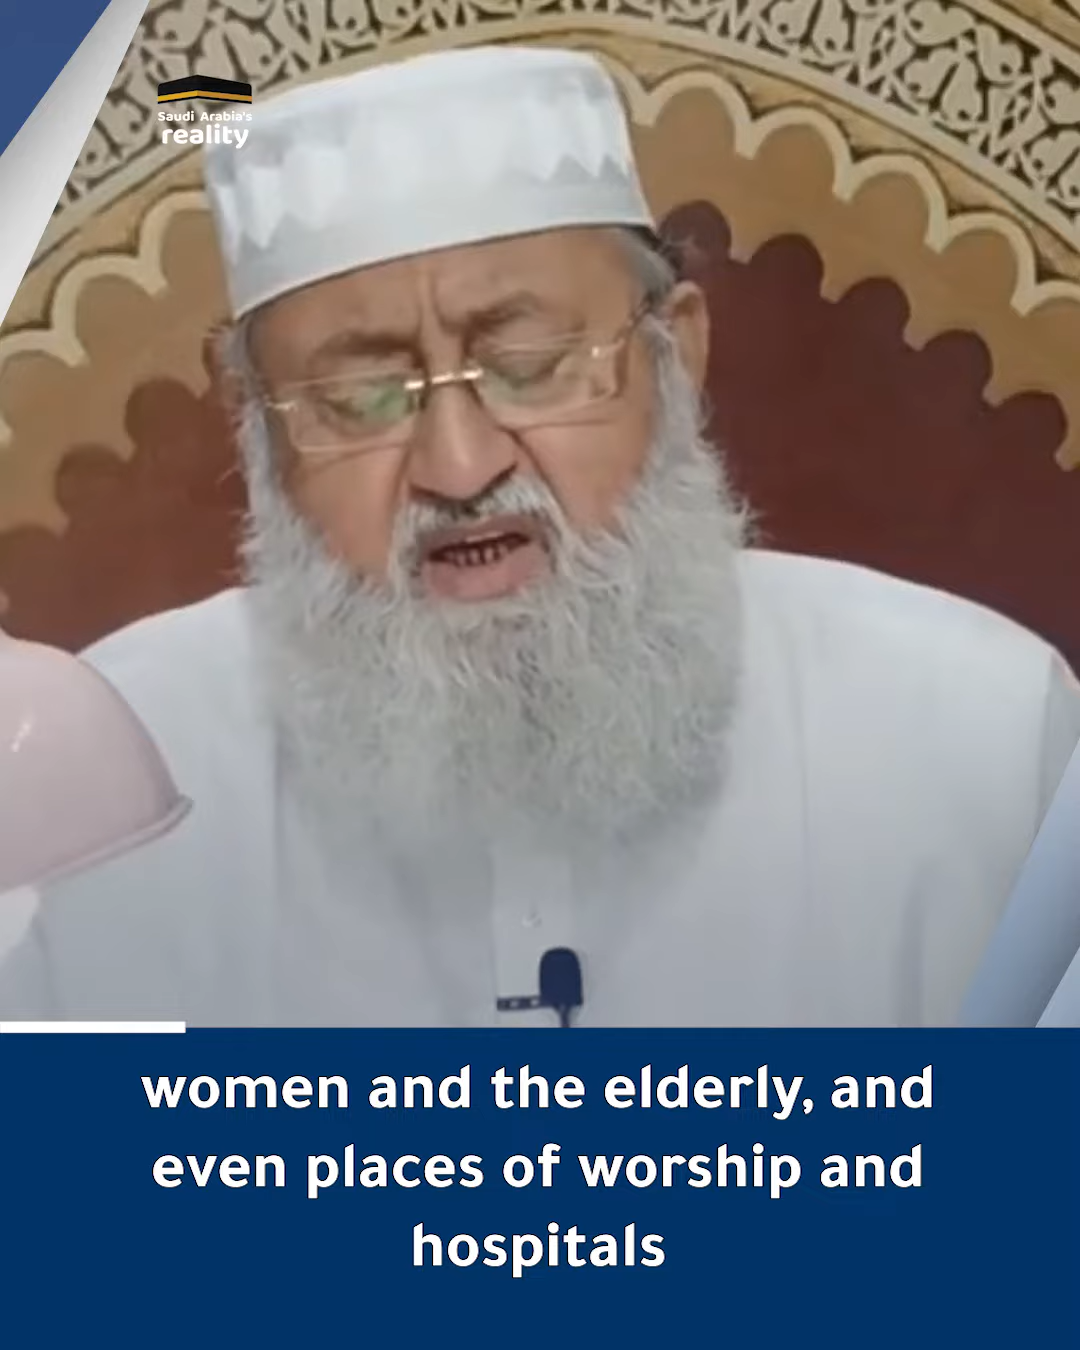 Saudi Arabia's
reality
women and the elderly, and
even places of worship and
hospitals